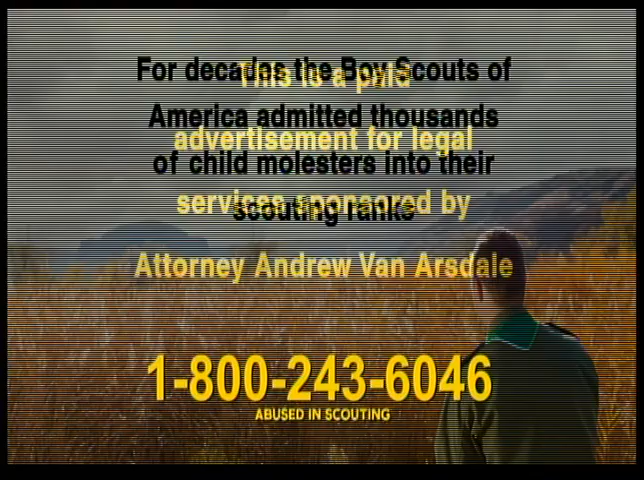 For decades the Boy Scouts of
This is a paid
America admitted thousands
advertisement for legal
of child molesters into their
services sponsored by
scouting ranks
Attorney Andrew Van Arsdale
1-800-243-6046
ABUSED IN SCOUTING